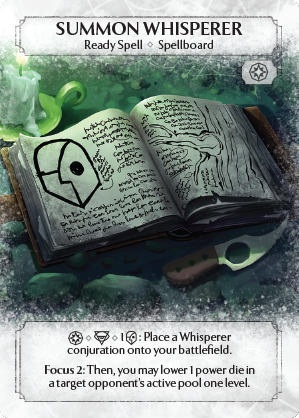 SUMMON WHISPERER
Ready Spell ◇ Spellboard
◇ ◇ 1 : Place a Whisperer
conjuration onto your battlefield.
Focus 2: Then, you may lower 1 power die in
a target opponent's active pool one level.